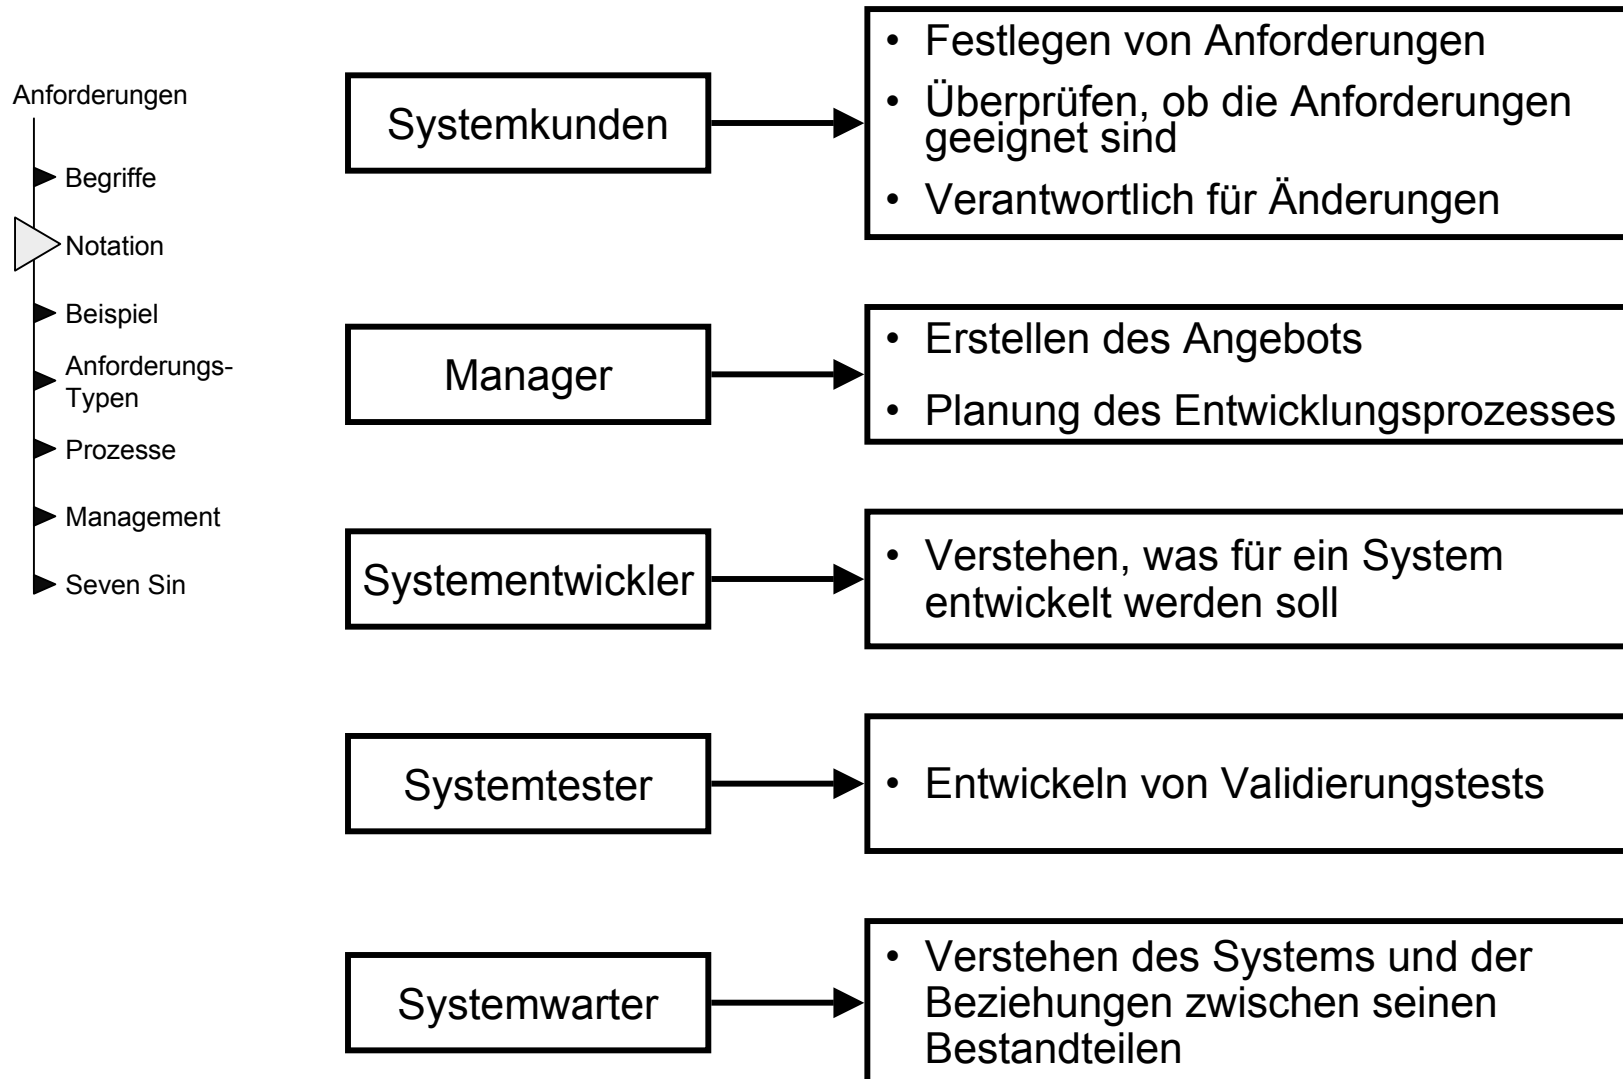 Anforderungen
Begriffe
Notation
Beispiel
Anforderungs-
Typen
Prozesse
Management
Seven Sin
Systemkunden
• Festlegen von Anforderungen
• Überprüfen, ob die Anforderungen
geeignet sind
• Verantwortlich für Änderungen
Manager
• Erstellen des Angebots
• Planung des Entwicklungsprozesses
Systementwickler
• Verstehen, was für ein System
entwickelt werden soll
Systemtester
• Entwickeln von Validierungstests
Systemwarter
• Verstehen des Systems und der
Beziehungen zwischen seinen
Bestandteilen